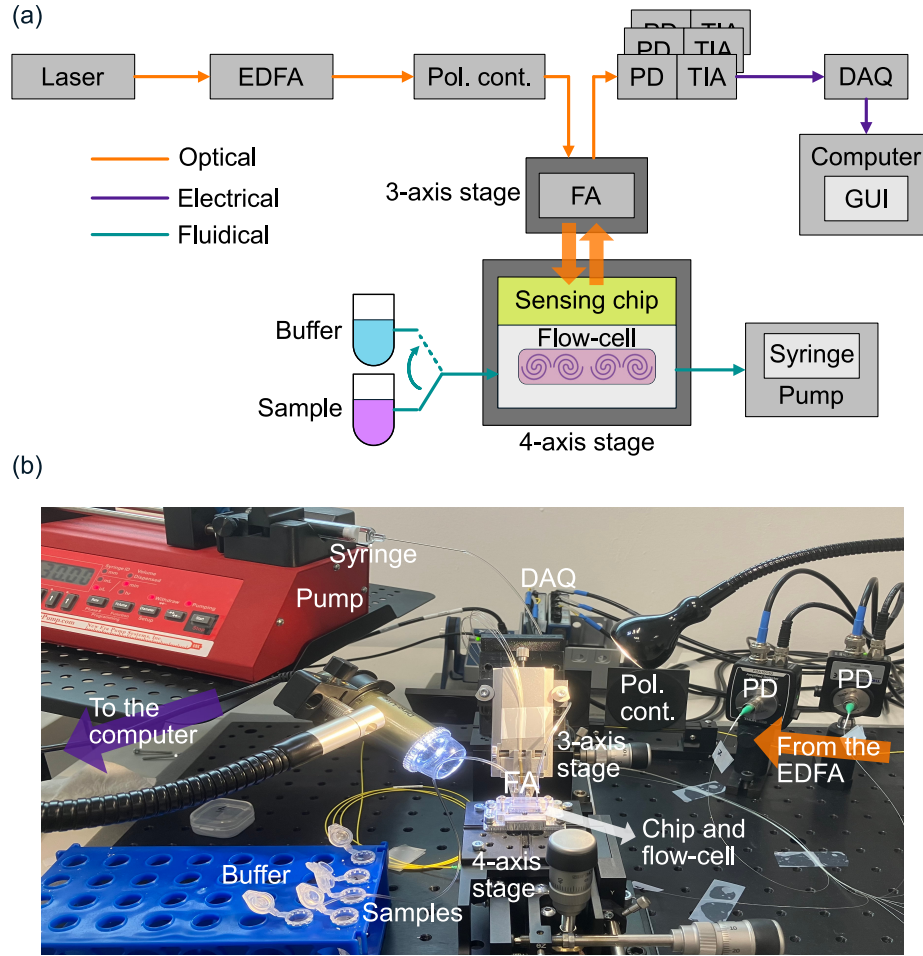 (a)
Laser
EDFA
Pol. cont.
PD TIA
PD TIA
PD TIA
DAQ
Computer
GUI
Optical
Electrical
Fluidical
3-axis stage
FA
Sensing chip
Flow-cell
Buffer
Sample
4-axis stage
Syringe
Pump
(b)
Syringe
Pump
DAQ
Pol.
cont.
PD
PD
To the
computer
3-axis
stage
From the
EDFA
FA
Chip and
flow-cell
4-axis
stage
Buffer
Samples